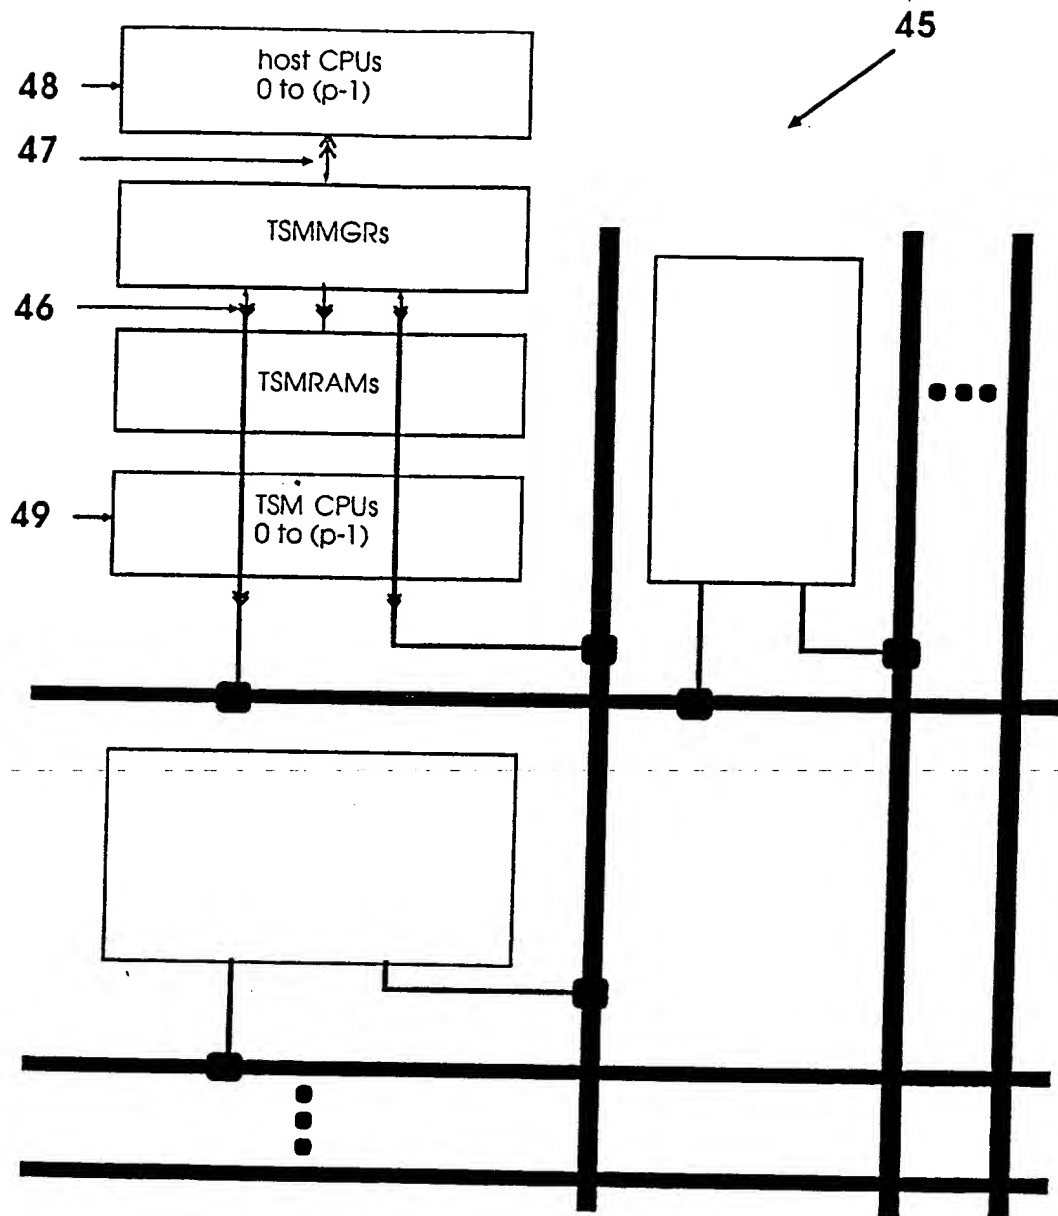 45
48
host CPUs
0 to (p-1)
47
TSMMGRs
46
TSMRAMs
49
TSM CPUs
0 to (p-1)